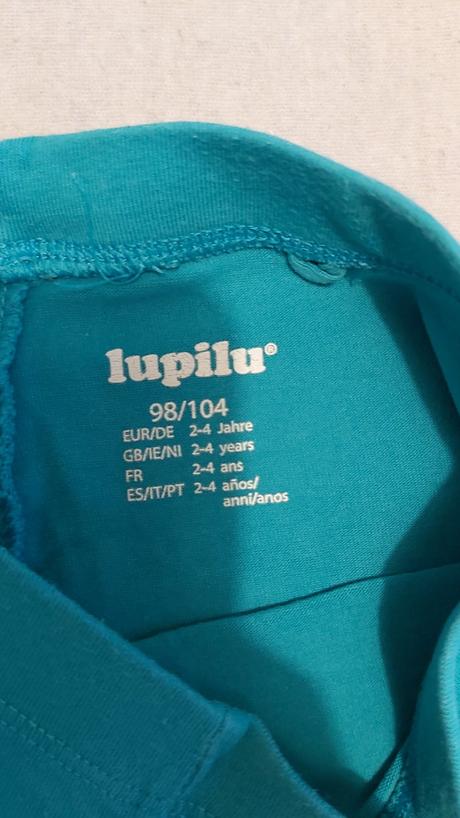 lupilu®
98/104
EUR/DE 2-4 Jahre
GB/IE/NI 2-4 years
FR 2-4 ans
ES/IT/PT 2-4 años/
anni/anos